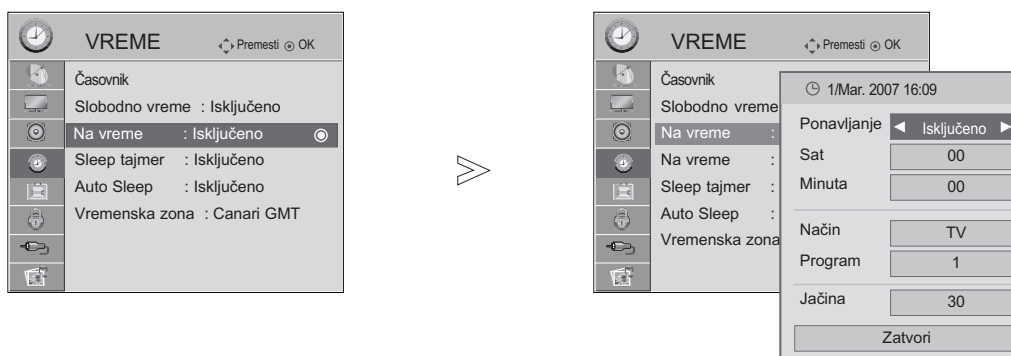 VREME Premesti OK
Časovnik
Slobodno vreme : Isključeno
Na vreme : Isključeno
Sleep tajmer : Isključeno
Auto Sleep : Isključeno
Vremenska zona : Canari GMT
VREME Premesti OK
Časovnik
Slobodno vreme
Na vreme :
Na vreme :
Sleep tajmer :
Auto Sleep :
Vremenska zona
1/Mar. 2007 16:09
Ponavljanje Isključeno
Sat 00
Minuta 00
Način TV
Program 1
Jačina 30
Zatvori